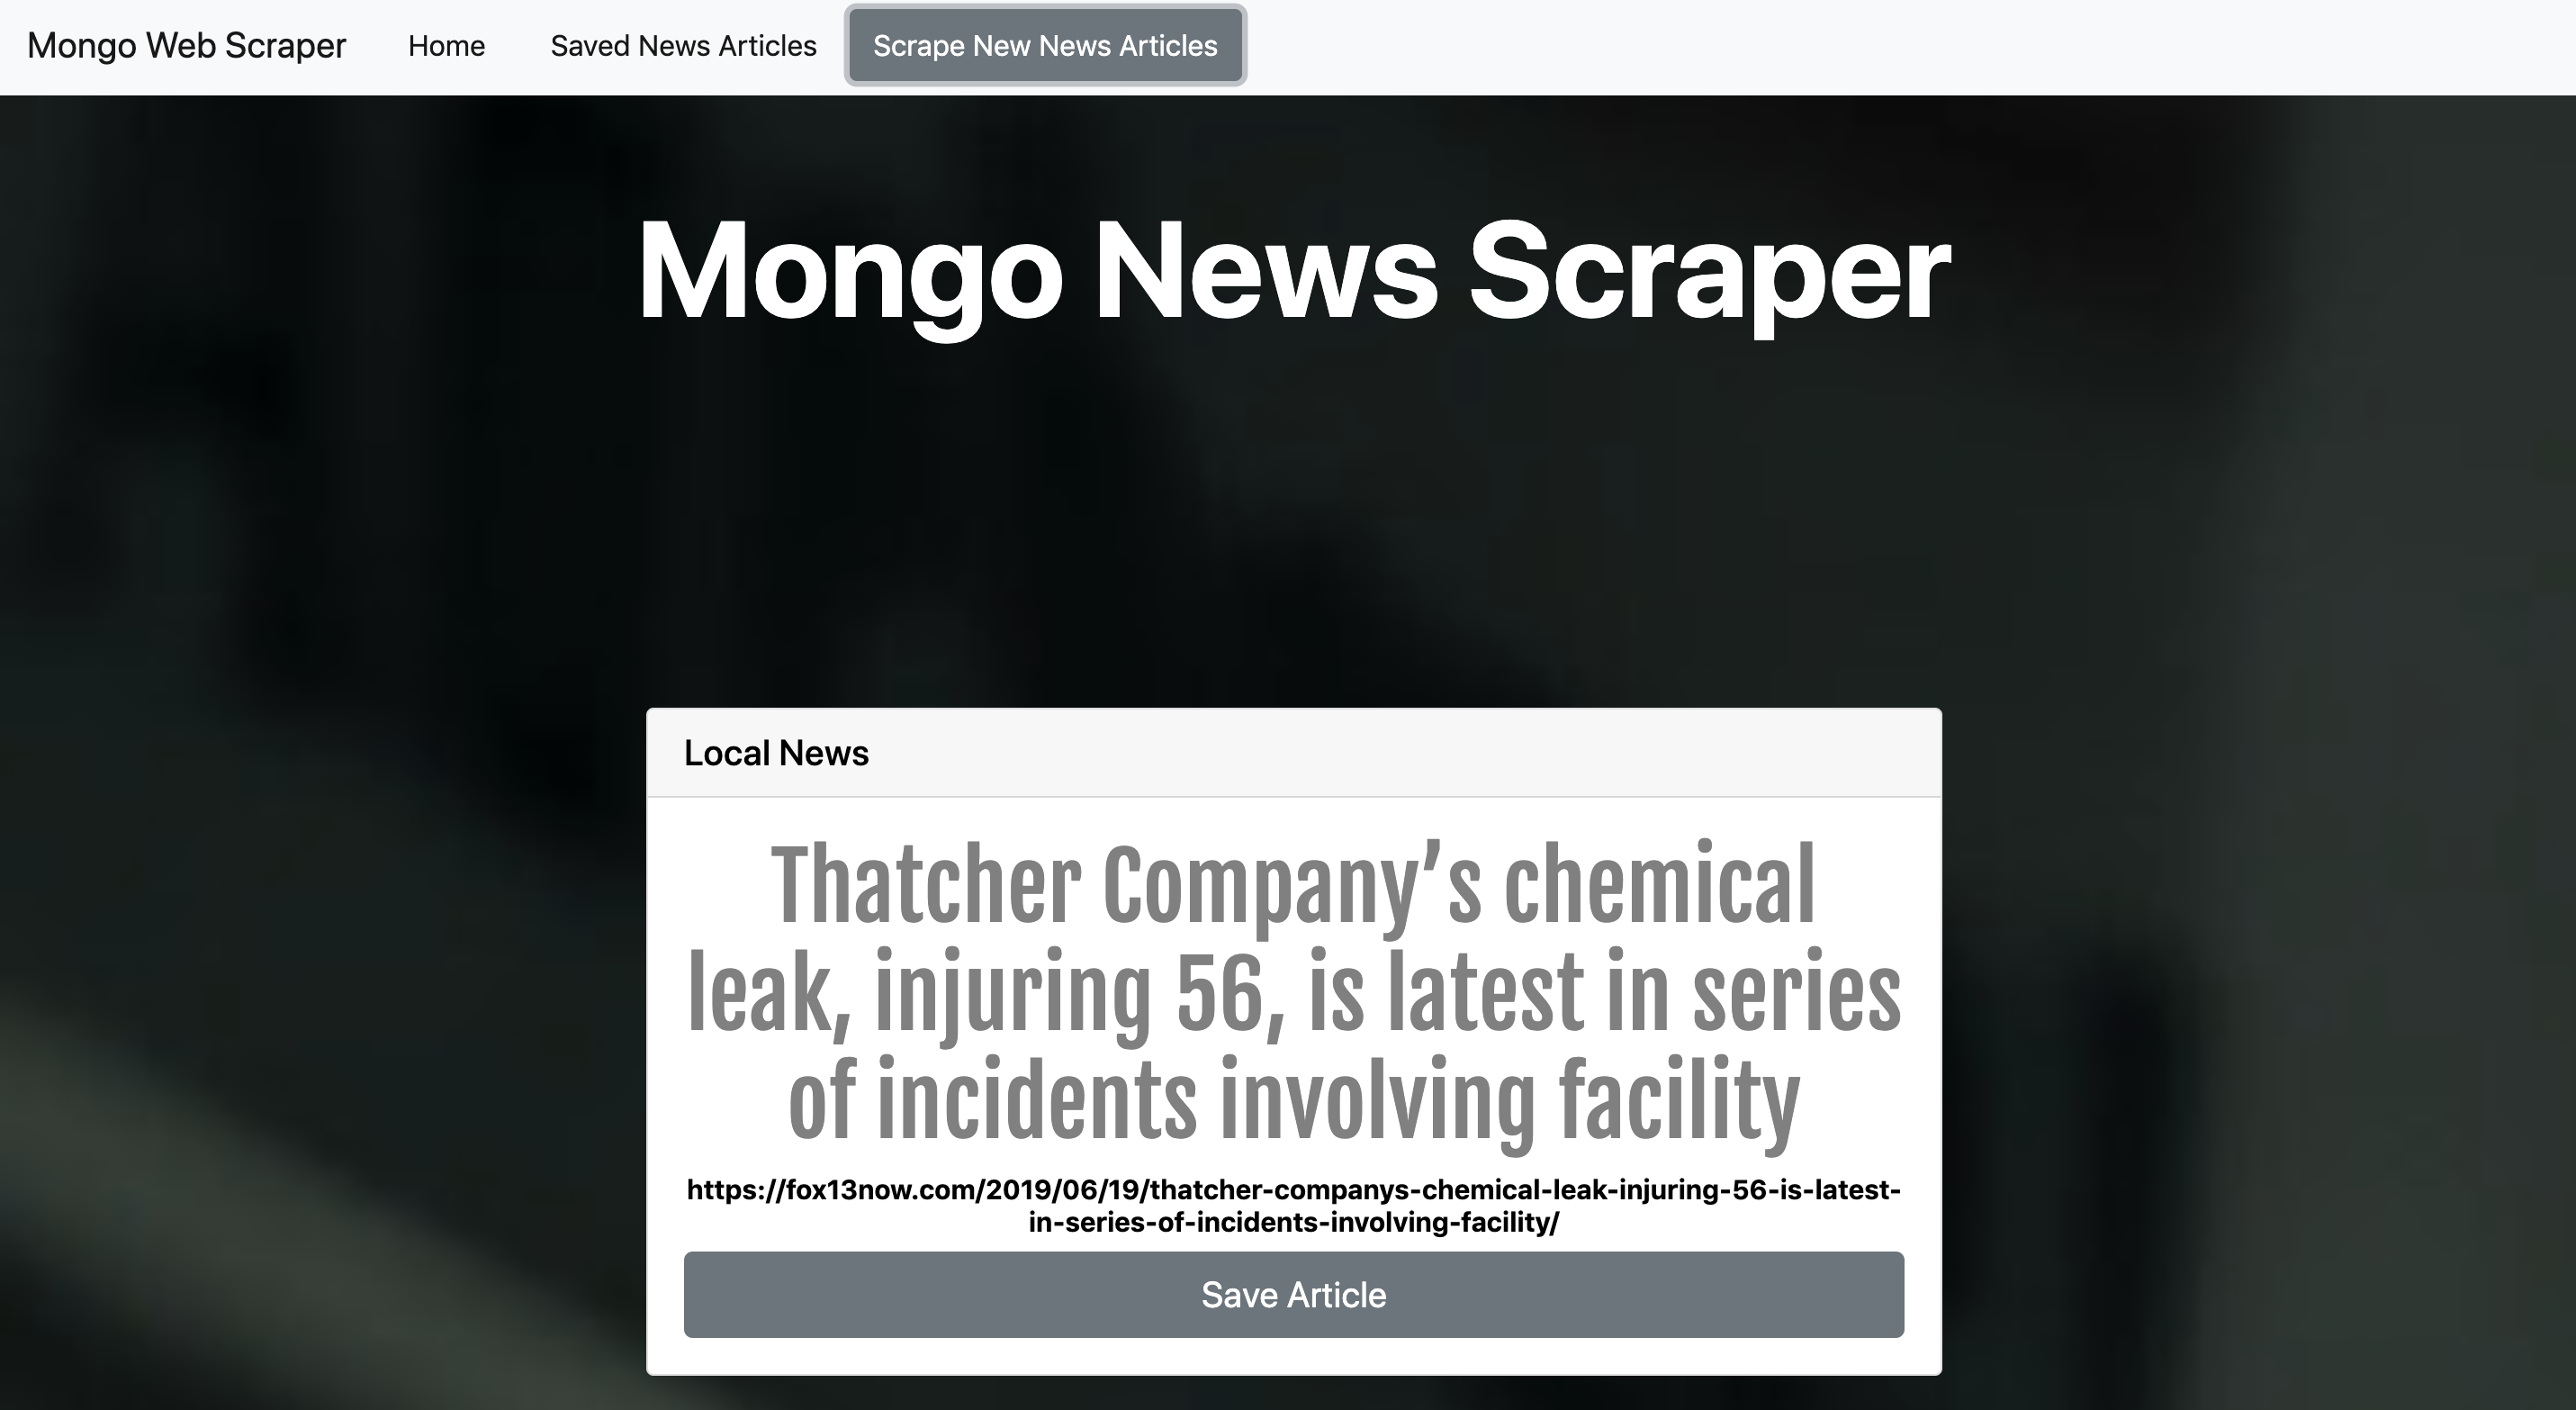 Mongo Web Scraper Home Saved News Articles Scrape New News Articles
Mongo News Scraper
Local News
Thatcher Company’s chemical
leak, injuring 56, is latest in series
of incidents involving facility
https://fox13now.com/2019/06/19/thatcher-companys-chemical-leak-injuring-56-is-latest-
in-series-of-incidents-involving-facility/
Save Article